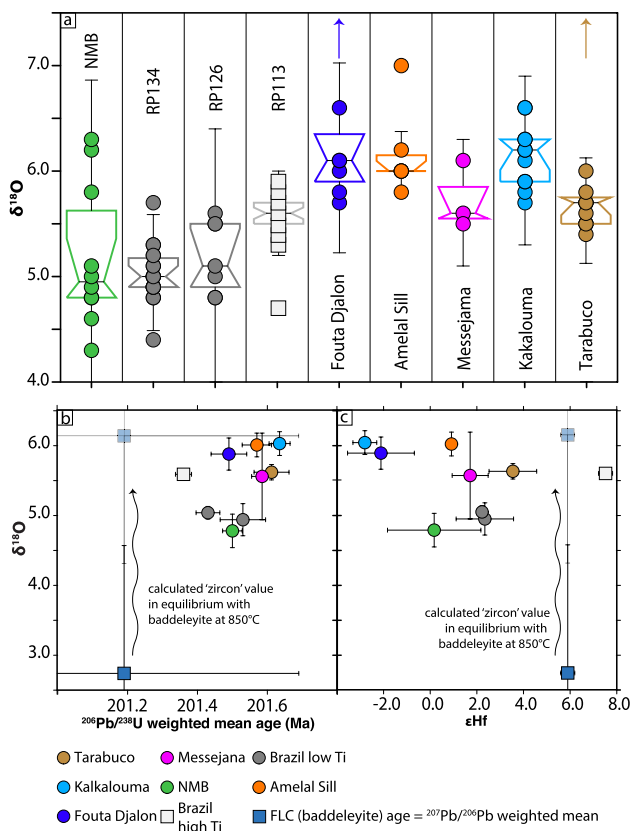 a
NMB
RP134
RP126
RP113
Fouta Djalon
Amelal Sill
Messejama
Kakalouma
Tarabuco
7.0
6.0
5.0
4.0
δ¹⁸O
b
6.0
5.0
4.0
3.0
δ¹⁸O
calculated ‘zircon’ value
in equilibrium with
baddeleyite at 850°C
201.2
201.4
201.6
²⁰⁶Pb/²³⁸U weighted mean age (Ma)
c
calculated ‘zircon’ value
in equilibrium with
baddeleyite at 850°C
-2.0
0.0
2.0
4.0
6.0
8.0
εHf
Tarabuco
Messejana
Brazil low Ti
Kalkalouma
NMB
Amelal Sill
Fouta Djalon
Brazil
high Ti
FLC (baddeleyite) age = ²⁰⁷Pb/²⁰⁶Pb weighted mean